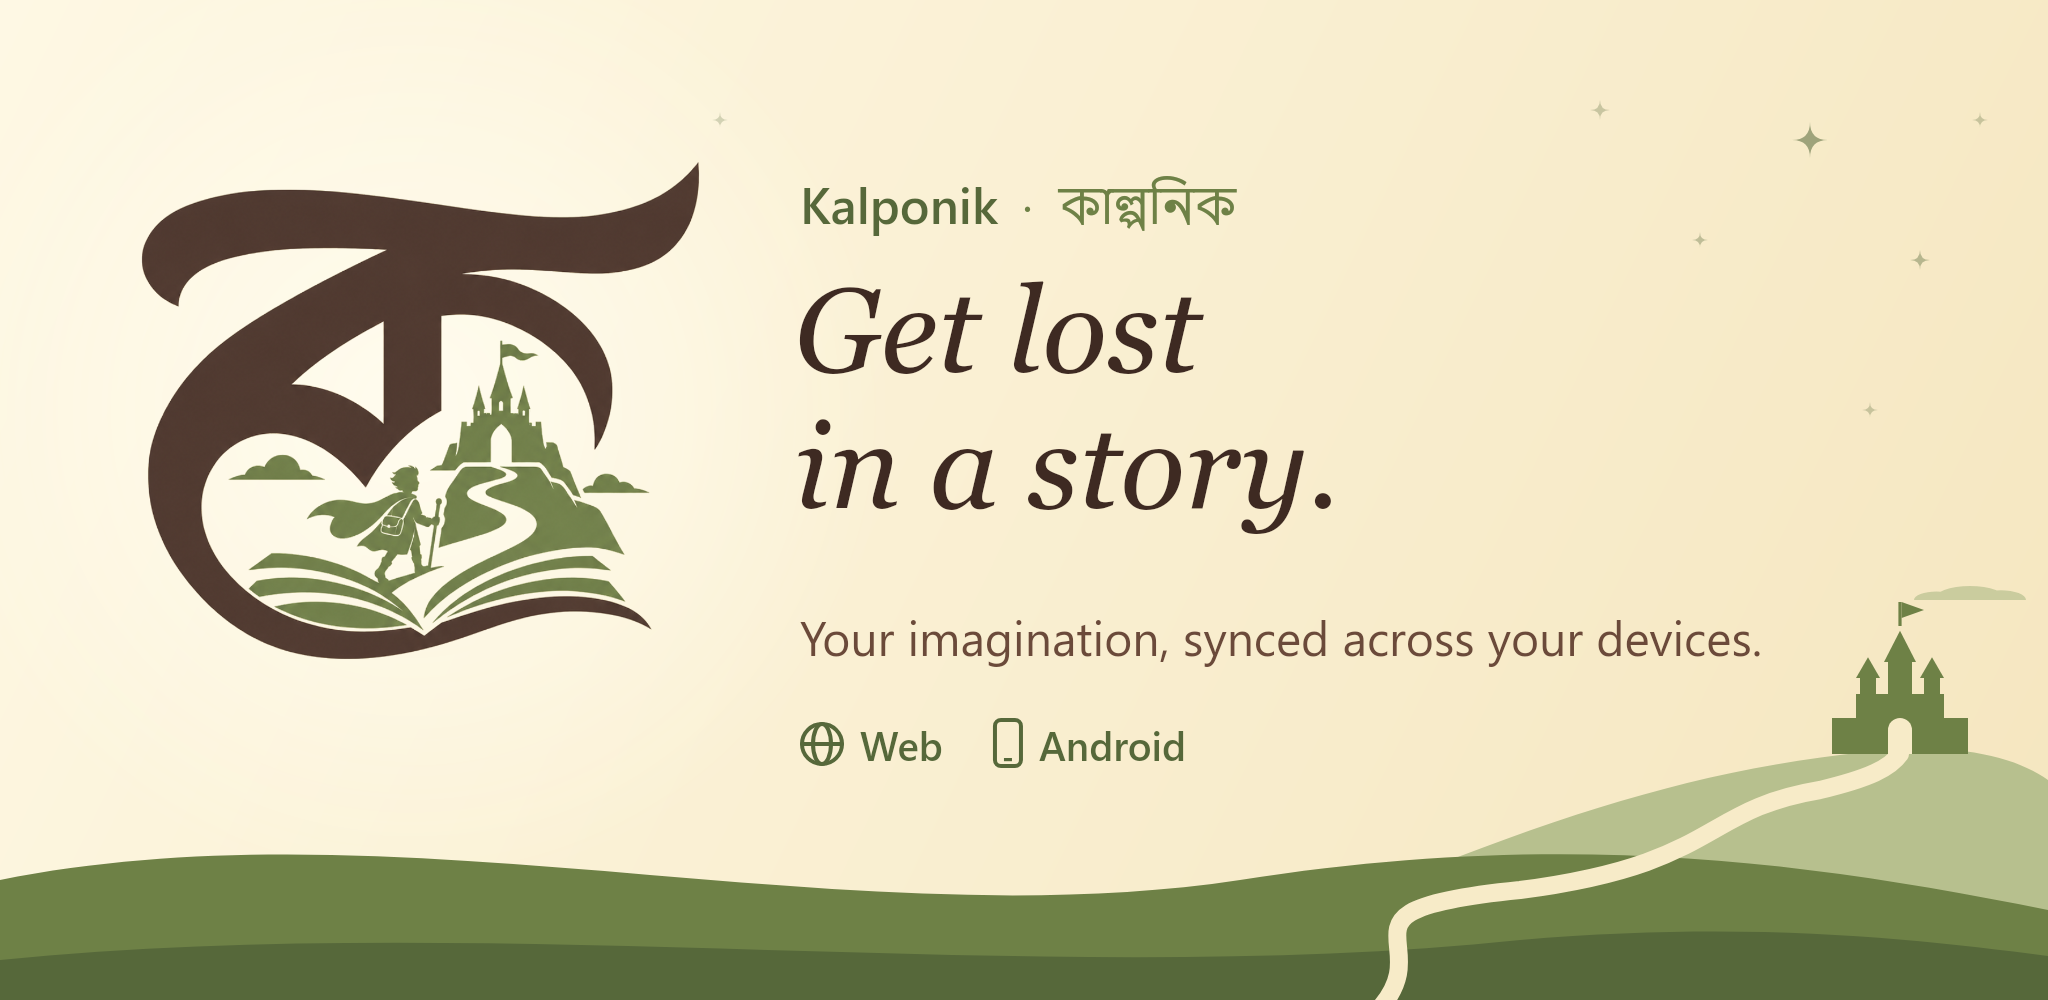 ক
Kalponik · কাল্পনিক
Get lost
in a story.
Your imagination, synced across your devices.
Web Android